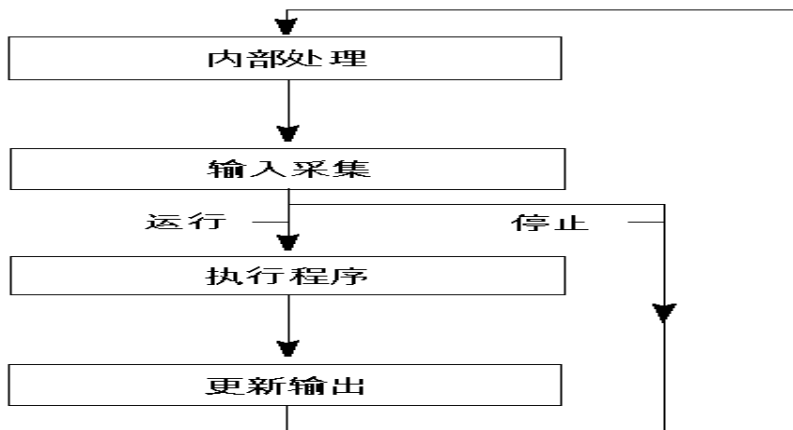 内部处理
输入采集
运行
停止
执行程序
更新输出